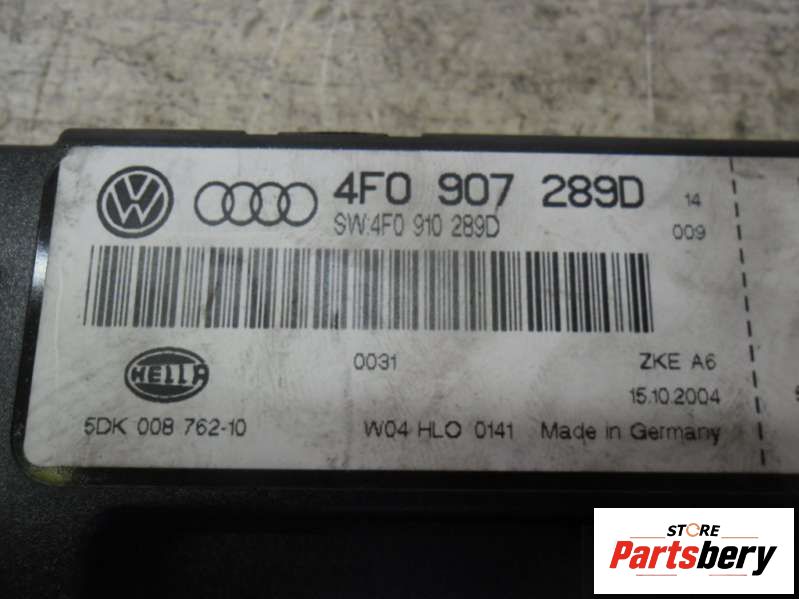 4F0 907 289D 14
SW:4F0 910 289D 009
HELLA 0031 ZKE A6
15.10.2004
5DK 008 762-10 W04 HLO 0141 Made in Germany
STORE
Partsbery